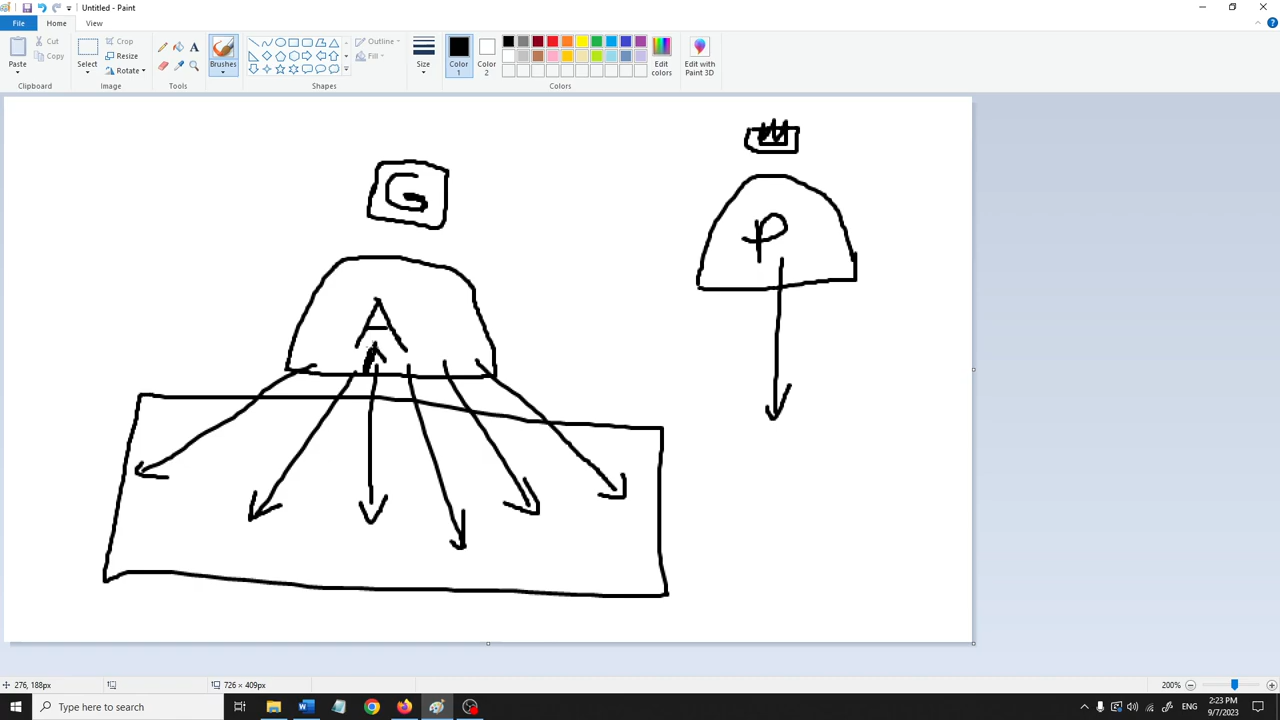 Untitled - Paint
File Home View
Paste
Cut
Copy
Clipboard
Select
Crop
Resize
Rotate
Image
A
Tools
Brushes
Outline
Fill
Shapes
Size
Color 1
Color 2
Edit colors
Colors
Edit with Paint 3D
G
A
P
276, 188px
726 × 409px
200%
Type here to search
2:23 PM
9/7/2023